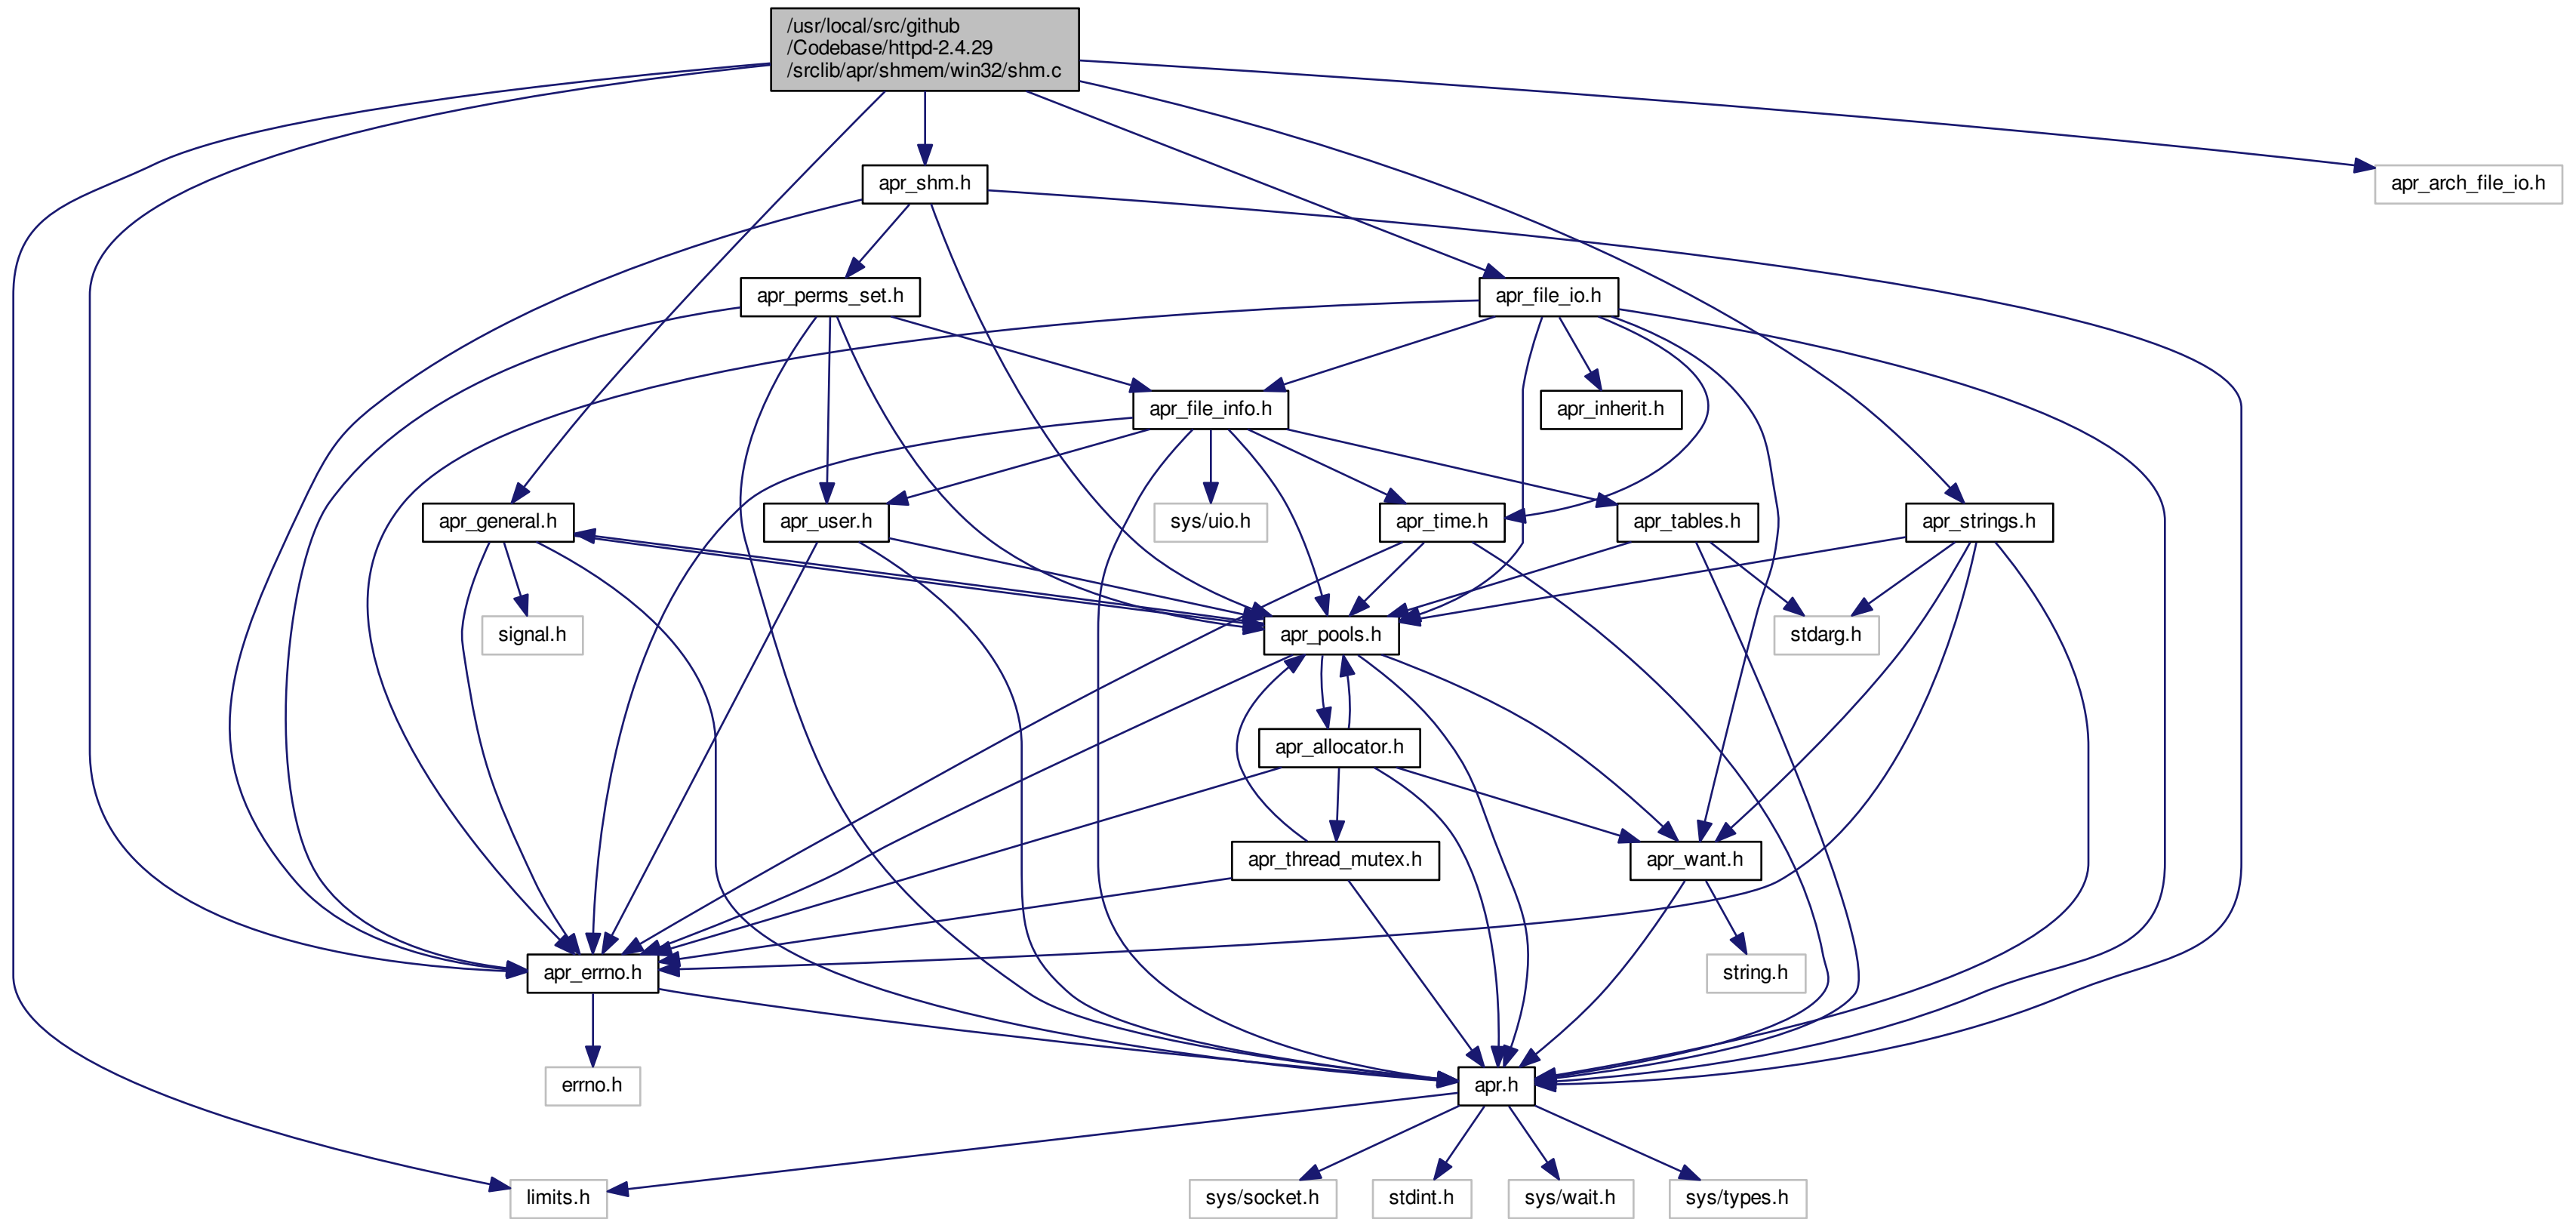 /usr/local/src/github
/Codebase/httpd-2.4.29
/srclib/apr/shmem/win32/shm.c
apr_shm.h
apr_arch_file_io.h
apr_perms_set.h
apr_file_io.h
apr_file_info.h
apr_inherit.h
apr_general.h
apr_user.h
sys/uio.h
apr_time.h
apr_tables.h
apr_strings.h
signal.h
apr_pools.h
stdarg.h
apr_allocator.h
apr_thread_mutex.h
apr_want.h
apr_errno.h
string.h
errno.h
apr.h
limits.h
sys/socket.h
stdint.h
sys/wait.h
sys/types.h